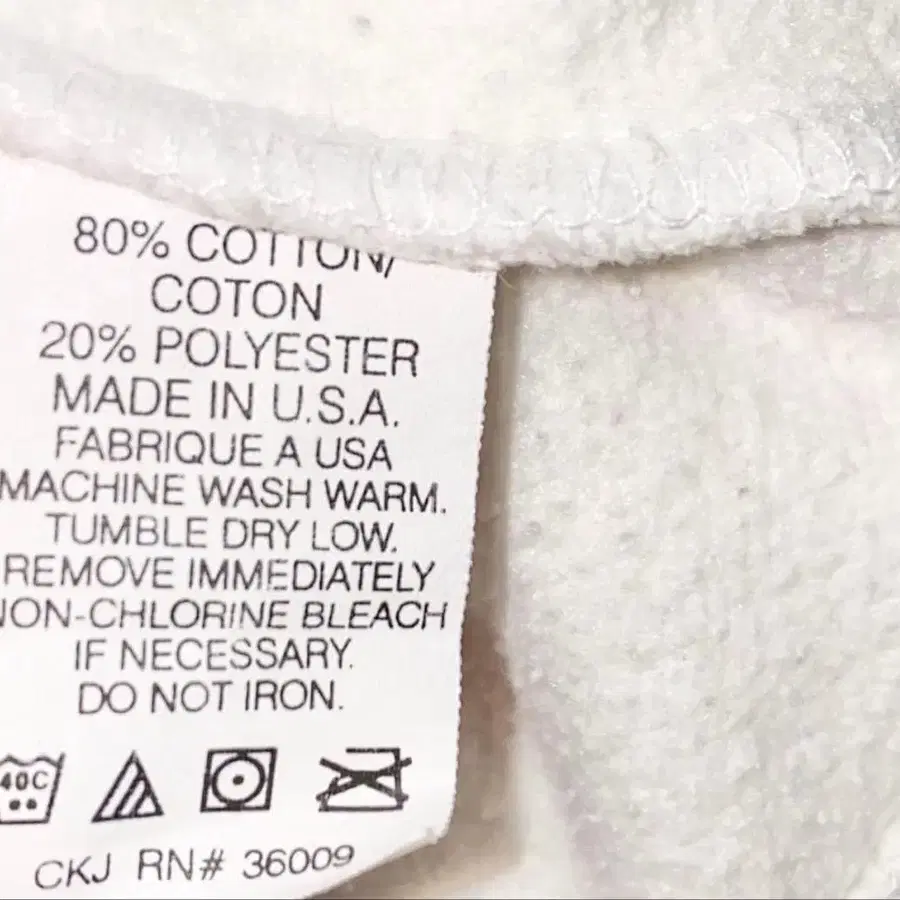 80% COTTON/
COTON
20% POLYESTER
MADE IN U.S.A.
FABRIQUE A USA
MACHINE WASH WARM.
TUMBLE DRY LOW.
REMOVE IMMEDIATELY
NON-CHLORINE BLEACH
IF NECESSARY.
DO NOT IRON.
40C
CKJ RN# 36009